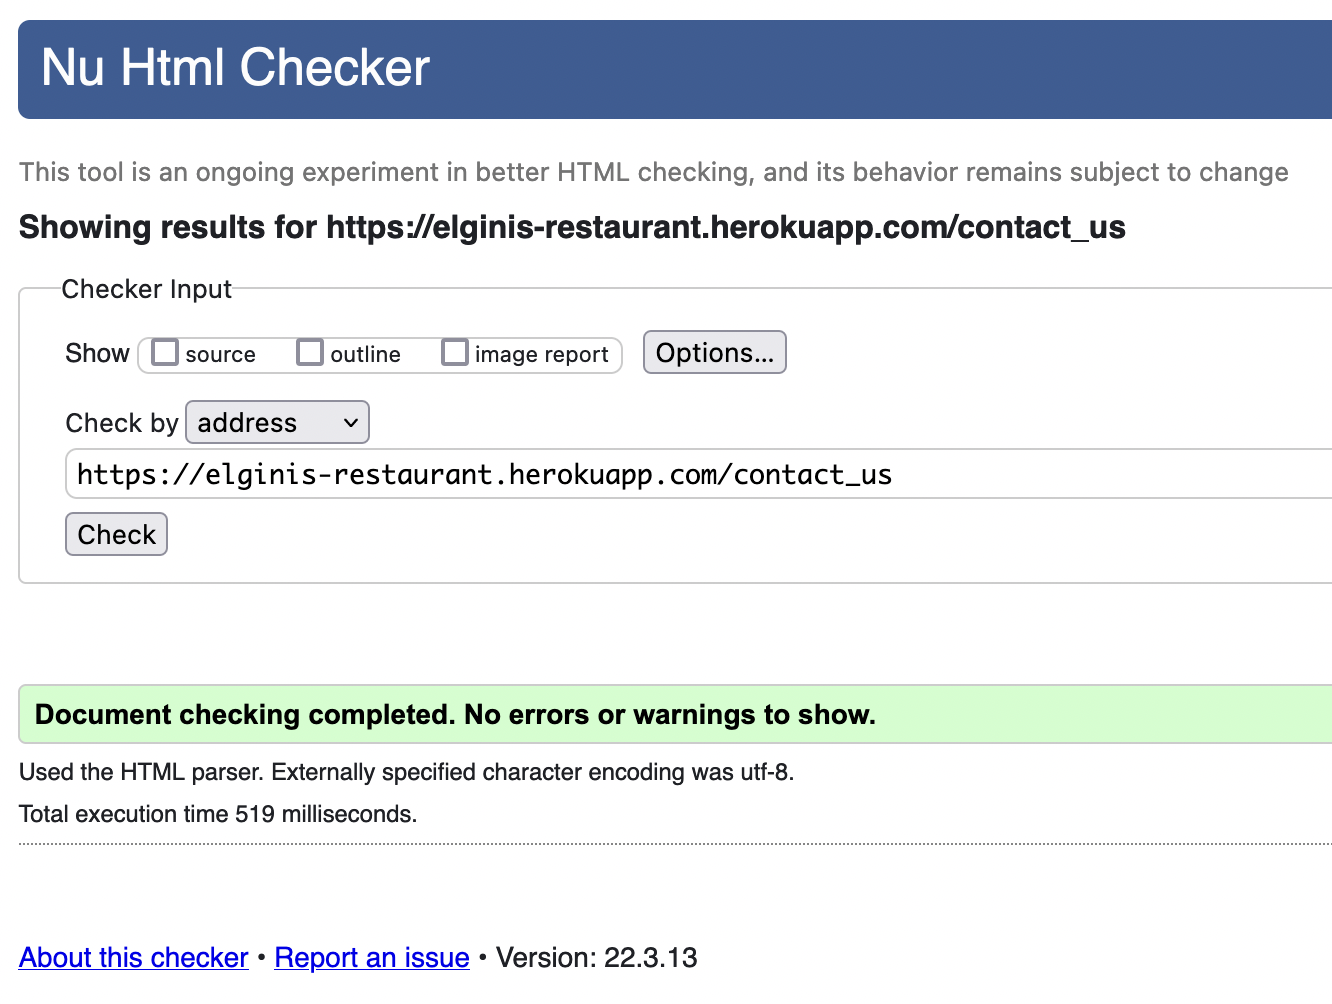 Nu Html Checker
This tool is an ongoing experiment in better HTML checking, and its behavior remains subject to change
Showing results for https://elginis-restaurant.herokuapp.com/contact_us
Checker Input
Show source outline image report Options...
Check by address
https://elginis-restaurant.herokuapp.com/contact_us
Check
Document checking completed. No errors or warnings to show.
Used the HTML parser. Externally specified character encoding was utf-8.
Total execution time 519 milliseconds.
About this checker • Report an issue • Version: 22.3.13